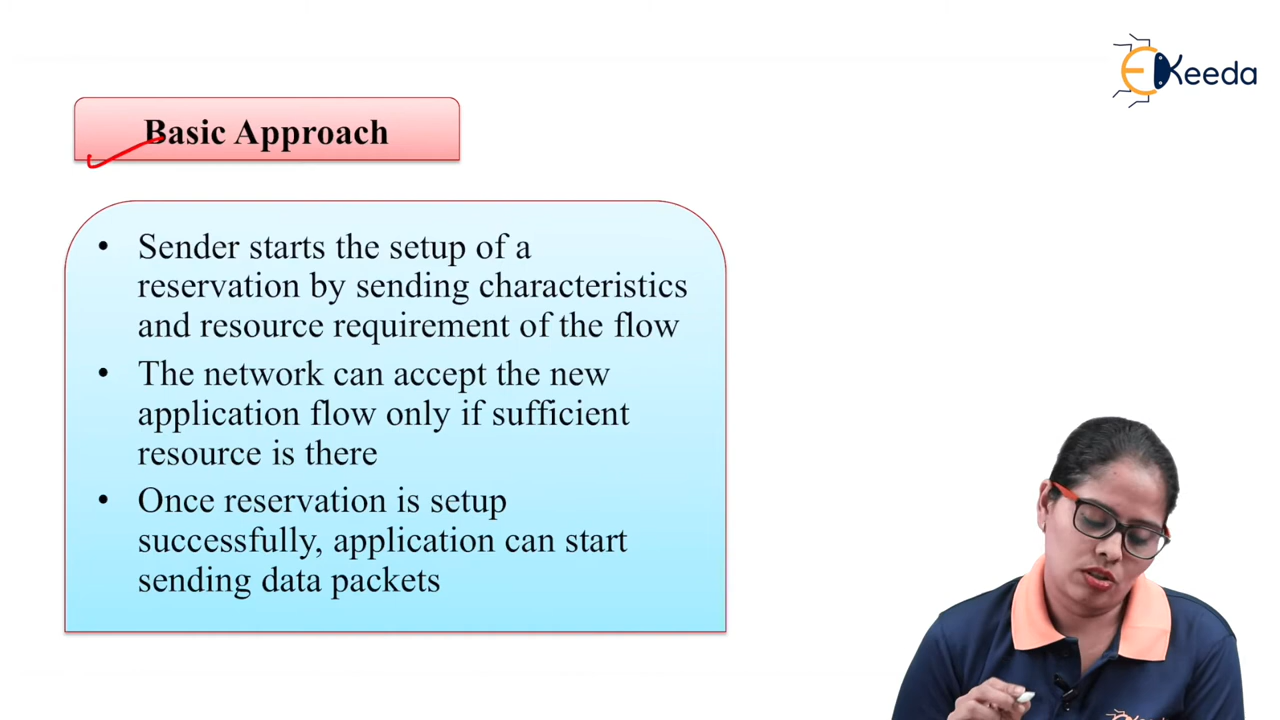 EKeeda
Basic Approach
• Sender starts the setup of a
reservation by sending characteristics
and resource requirement of the flow
• The network can accept the new
application flow only if sufficient
resource is there
• Once reservation is setup
successfully, application can start
sending data packets